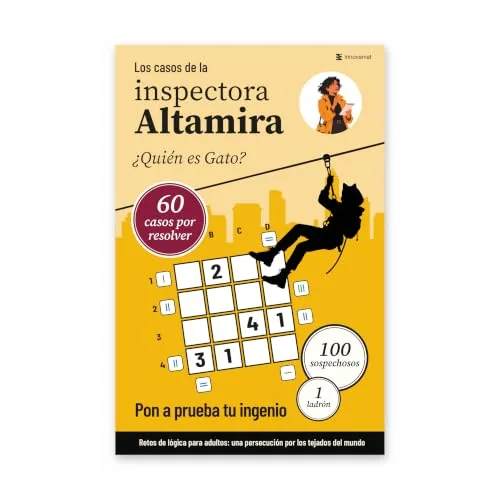 innovamat
Los casos de la
inspectora
Altamira
¿Quién es Gato?
60
casos por
resolver
B C D
1 2
2
3 4 1
4 3 1
100
sospechosos
1
ladrón
Pon a prueba tu ingenio
Retos de lógica para adultos: una persecución por los tejados del mundo